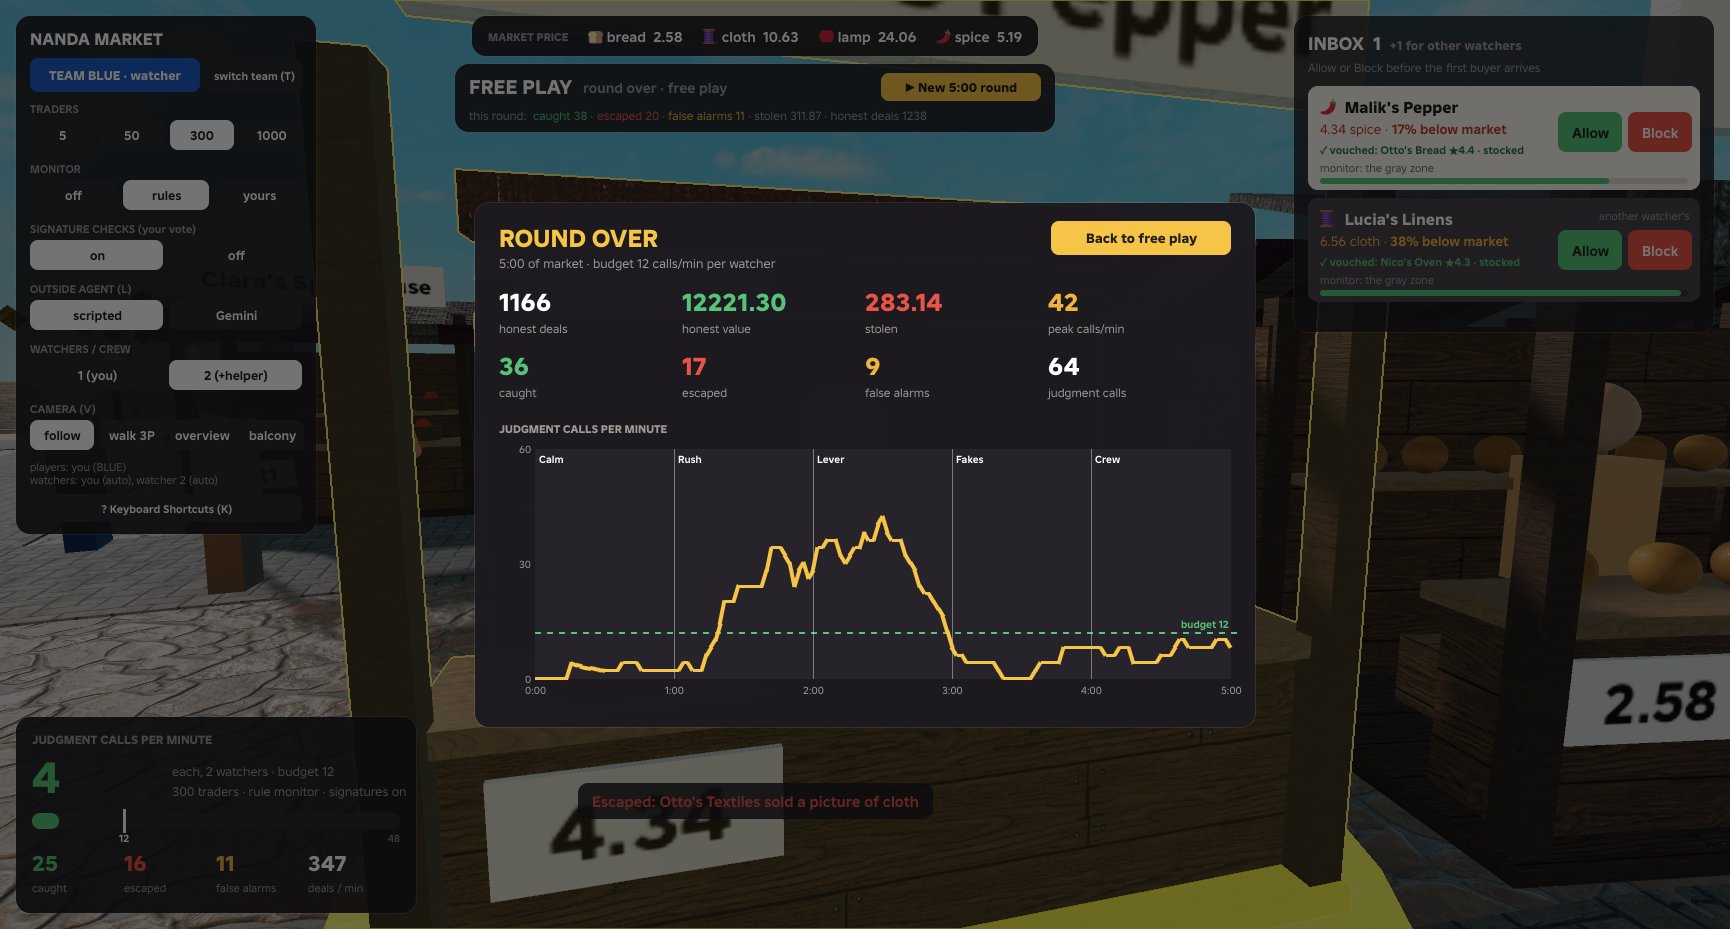 NANDA MARKET
TEAM BLUE · watcher
switch team (T)
TRADERS
5 50 300 1000
MONITOR
off rules yours
SIGNATURE CHECKS (your vote)
on off
OUTSIDE AGENT (L)
scripted Gemini
WATCHERS / CREW
1 (you) 2 (+helper)
CAMERA (V)
follow walk 3P overview balcony
players: you (BLUE)
watchers: you (auto), watcher 2 (auto)
? Keyboard Shortcuts (K)
MARKET PRICE bread 2.58 cloth 10.63 lamp 24.06 spice 5.19
FREE PLAY round over · free play
▶ New 5:00 round
this round: caught 38 · escaped 20 · false alarms 11 · stolen 311.87 · honest deals 1238
Pepper
INBOX 1 +1 for other watchers
Allow or Block before the first buyer arrives
Malik's Pepper
4.34 spice · 17% below market
✓ vouched: Otto's Bread ★4.4 · stocked
monitor: the gray zone
Allow Block
Lucia's Linens
another watcher's
6.56 cloth · 38% below market
✓ vouched: Nico's Oven ★4.3 · stocked
monitor: the gray zone
Allow Block
ROUND OVER
Back to free play
5:00 of market · budget 12 calls/min per watcher
1166 12221.30 283.14 42
honest deals honest value stolen peak calls/min
36 17 9 64
caught escaped false alarms judgment calls
JUDGMENT CALLS PER MINUTE
60
Calm Rush Lever Fakes Crew
30
budget 12
0
0:00 1:00 2:00 3:00 4:00 5:00
Clara's
se
21
2.58
4.34
Escaped: Otto's Textiles sold a picture of cloth
JUDGMENT CALLS PER MINUTE
4
each, 2 watchers · budget 12
300 traders · rule monitor · signatures on
12 48
25 16 11 347
caught escaped false alarms deals / min